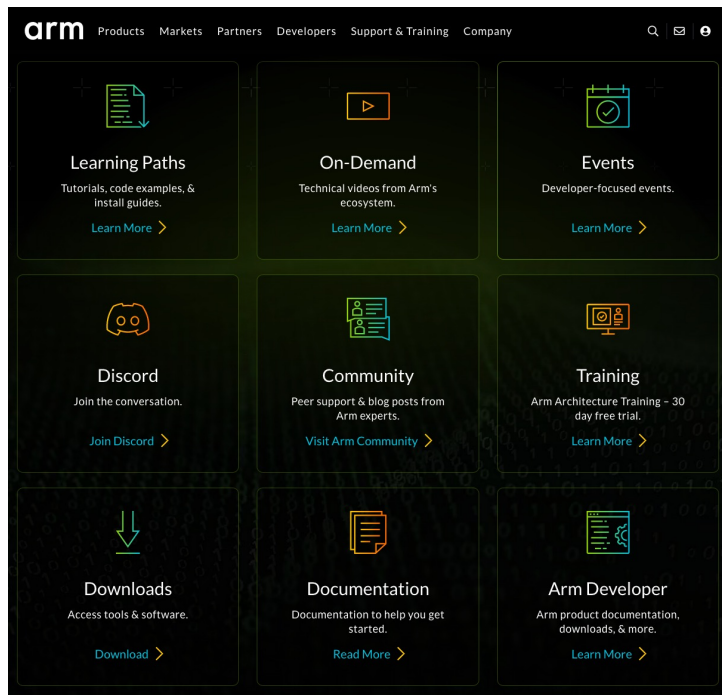 arm Products Markets Partners Developers Support & Training Company
Learning Paths
Tutorials, code examples, &
install guides.
Learn More
On-Demand
Technical videos from Arm's
ecosystem.
Learn More
Events
Developer-focused events.
Learn More
Discord
Join the conversation.
Join Discord
Community
Peer support & blog posts from
Arm experts.
Visit Arm Community
Training
Arm Architecture Training – 30
day free trial.
Learn More
Downloads
Access tools & software.
Download
Documentation
Documentation to help you get
started.
Read More
Arm Developer
Arm product documentation,
downloads, & more.
Learn More